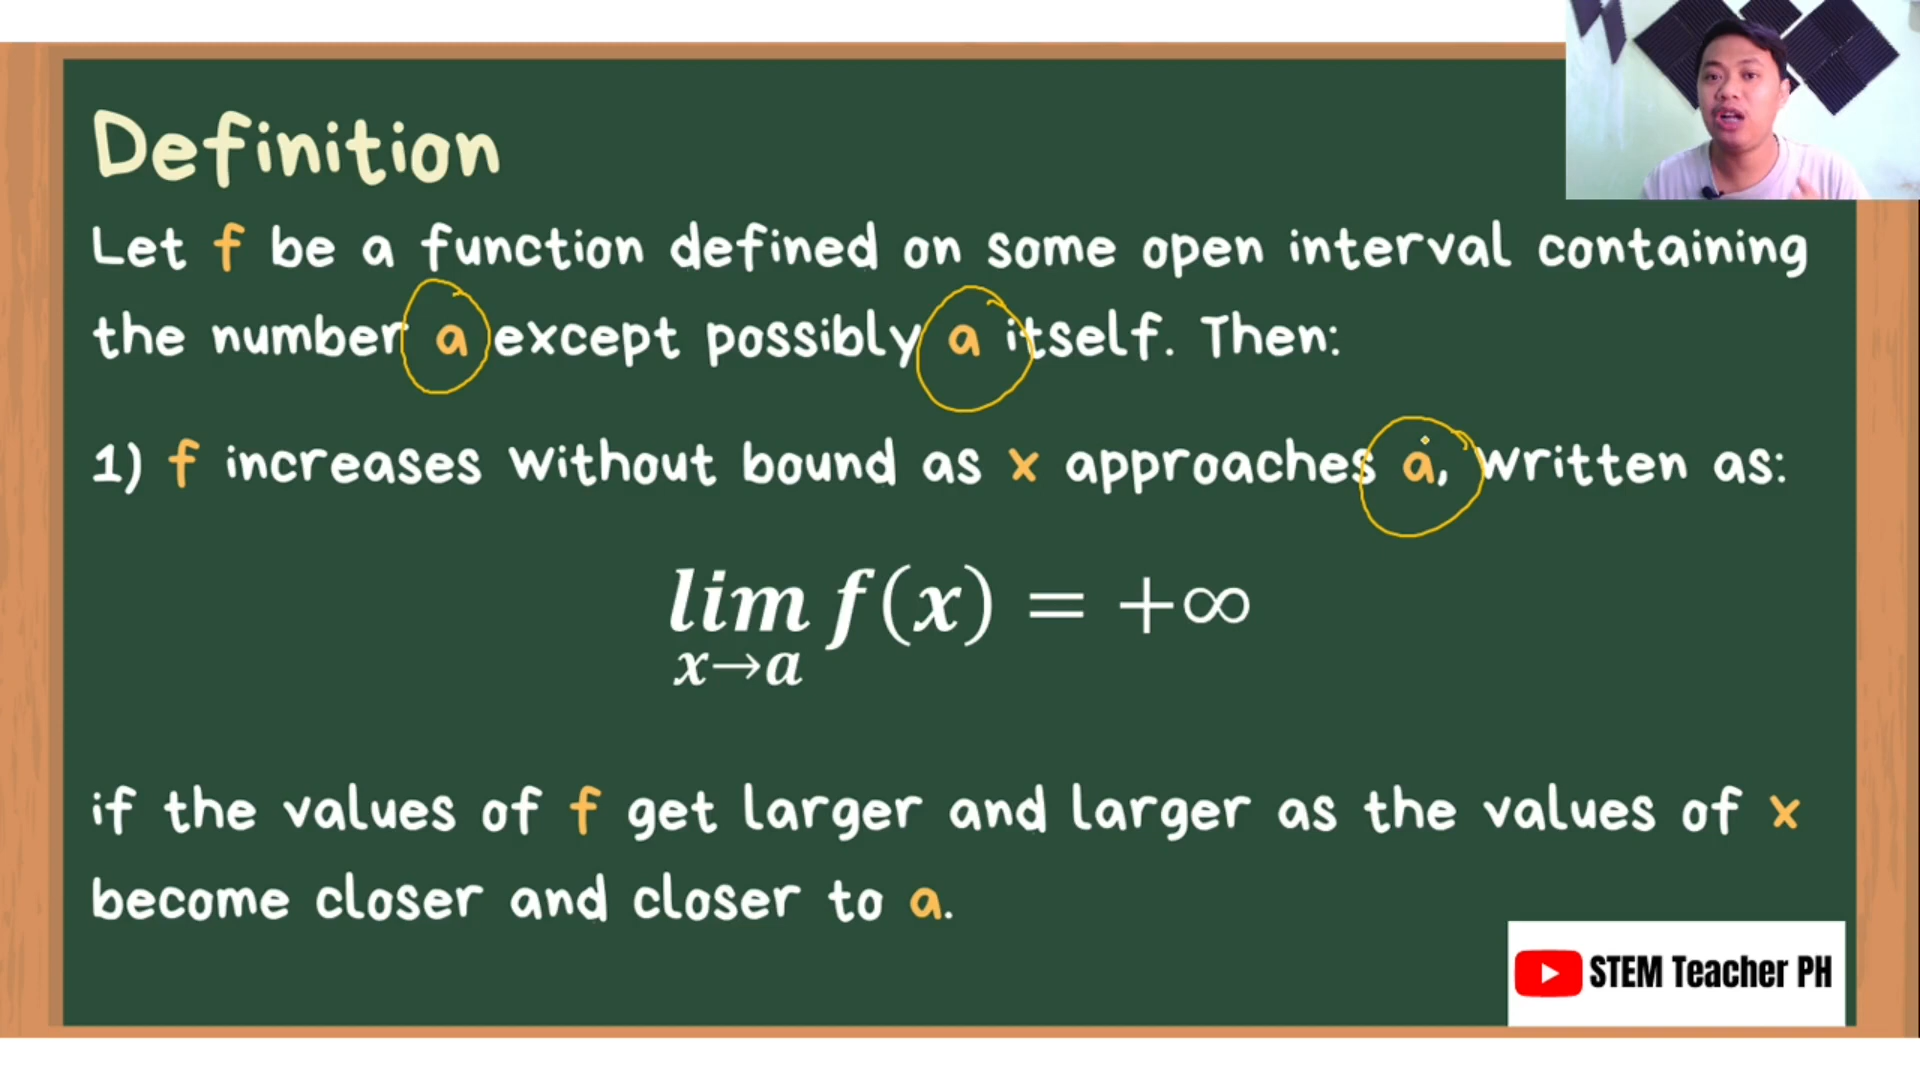 Definition
Let f be a function defined on some open interval containing
the number a except possibly a itself. Then:
1) f increases without bound as x approaches a, written as:
lim f(x) = +∞
x→a
if the values of f get larger and larger as the values of x
become closer and closer to a.
STEM Teacher PH